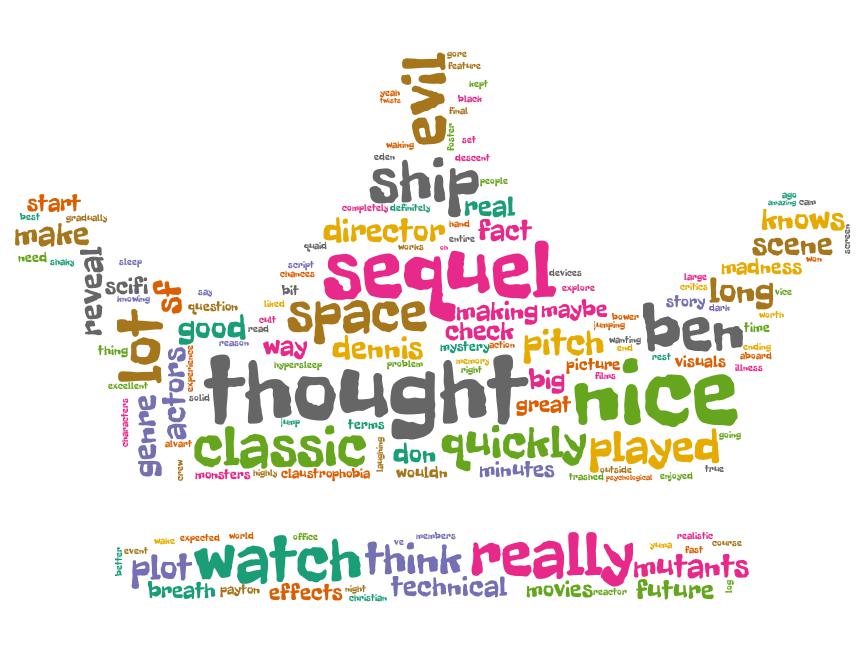 gore
feature
evil
kept
yeah
twists
black
final
foster
set
waking
eden
descent
ship
people
ago
amazing cam
start
best
gradually
completely definitely
real
knows
screen
make
director
hand
fact
scene
won
quaid
works
on
entire
need shaky
reveal
sleep
script
chances
sequel
devices
explore
large
critics
madness
scifi
knowing
sf
say
bit
long
vice
story
dark
question
liked
space
making maybe
power
jumping
worth
lot
good
read
cult
check
ben
time
reason
way
dennis
mystery
action
pitch
wanting
end
ending
thing
actors
experience
hypersleep
problem
memory
right
picture
films
rest
visuals
aboard
illness
excellent
solid
thought
big
great
nice
characters
genre
jump
terms
alvart
crew
classic
laughing
don
quickly
played
going
monsters
highly
claustrophobia
wouldn
minutes
outside
trashed
psychological
enjoyed
true
better
event
wake
expected
world
office
ve
members
realistic
yuma
fast
course
plot
watch
think
really
mutants
breath
payton
effects
night
christian
technical
movies
reactor
future
log